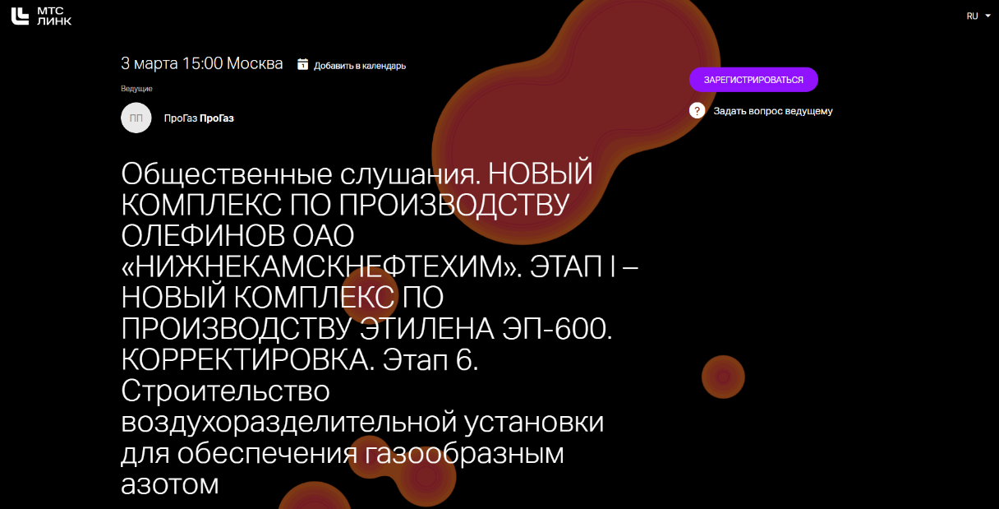 МТС
ЛИНК
RU
3 марта 15:00 Москва
Добавить в календарь
ЗАРЕГИСТРИРОВАТЬСЯ
Ведущие
? Задать вопрос ведущему
ПП
ПроГаз ПроГаз
Общественные слушания. НОВЫЙ
КОМПЛЕКС ПО ПРОИЗВОДСТВУ
ОЛЕФИНОВ ОАО
«НИЖНЕКАМСКНЕФТЕХИМ». ЭТАП I –
НОВЫЙ КОМПЛЕКС ПО
ПРОИЗВОДСТВУ ЭТИЛЕНА ЭП-600.
КОРРЕКТИРОВКА. Этап 6.
Строительство
воздухоразделительной установки
для обеспечения газообразным
азотом